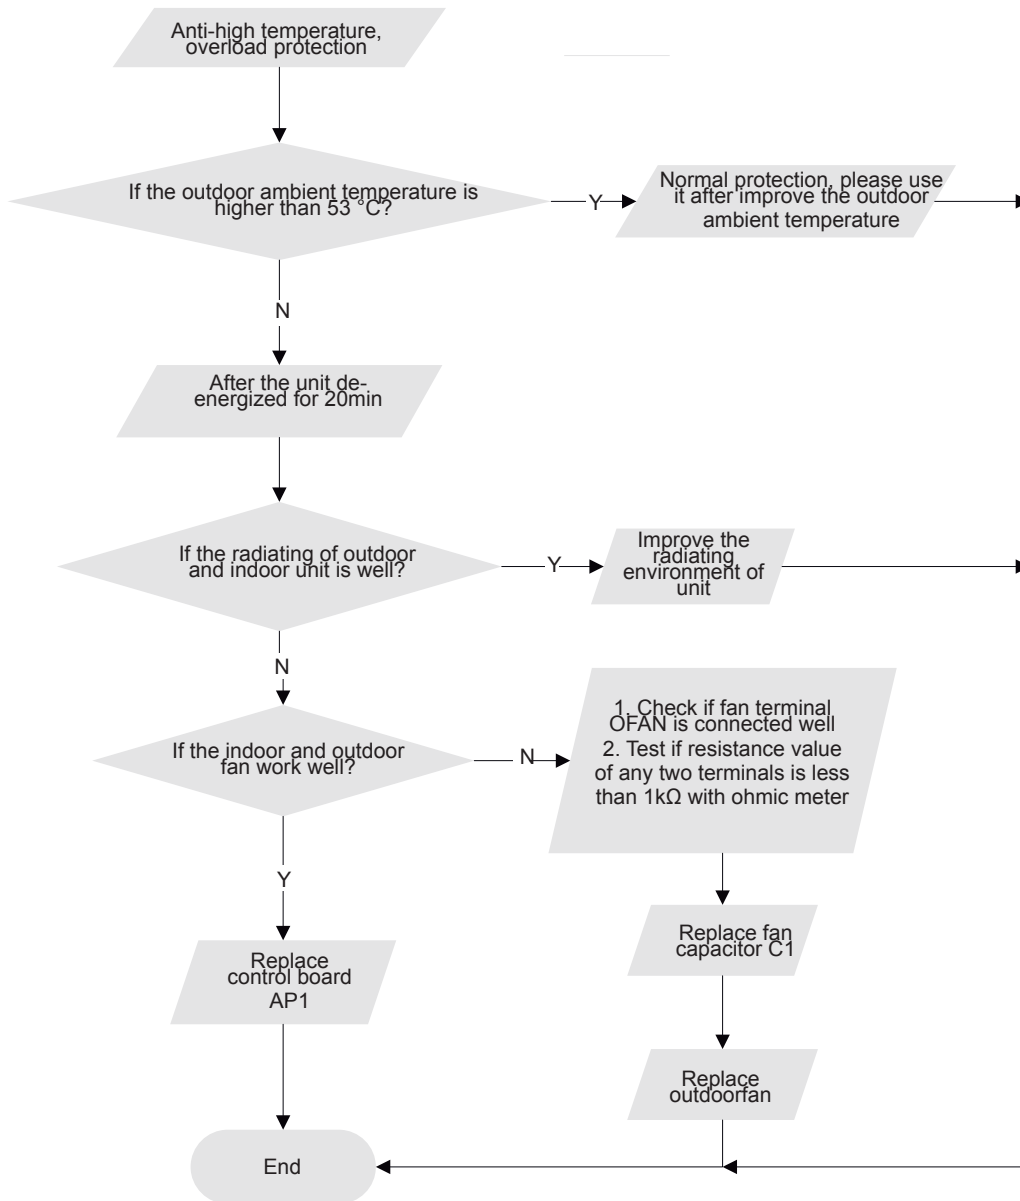 Anti-high temperature,
overload protection
If the outdoor ambient temperature is
higher than 53 °C?
Y
Normal protection, please use
it after improve the outdoor
ambient temperature
N
After the unit de-
energized for 20min
If the radiating of outdoor
and indoor unit is well?
Y
Improve the
radiating
environment of
unit
N
If the indoor and outdoor
fan work well?
N
1. Check if fan terminal
OFAN is connected well
2. Test if resistance value
of any two terminals is less
than 1kΩ with ohmic meter
Y
Replace
control board
AP1
Replace fan
capacitor C1
Replace
outdoorfan
End